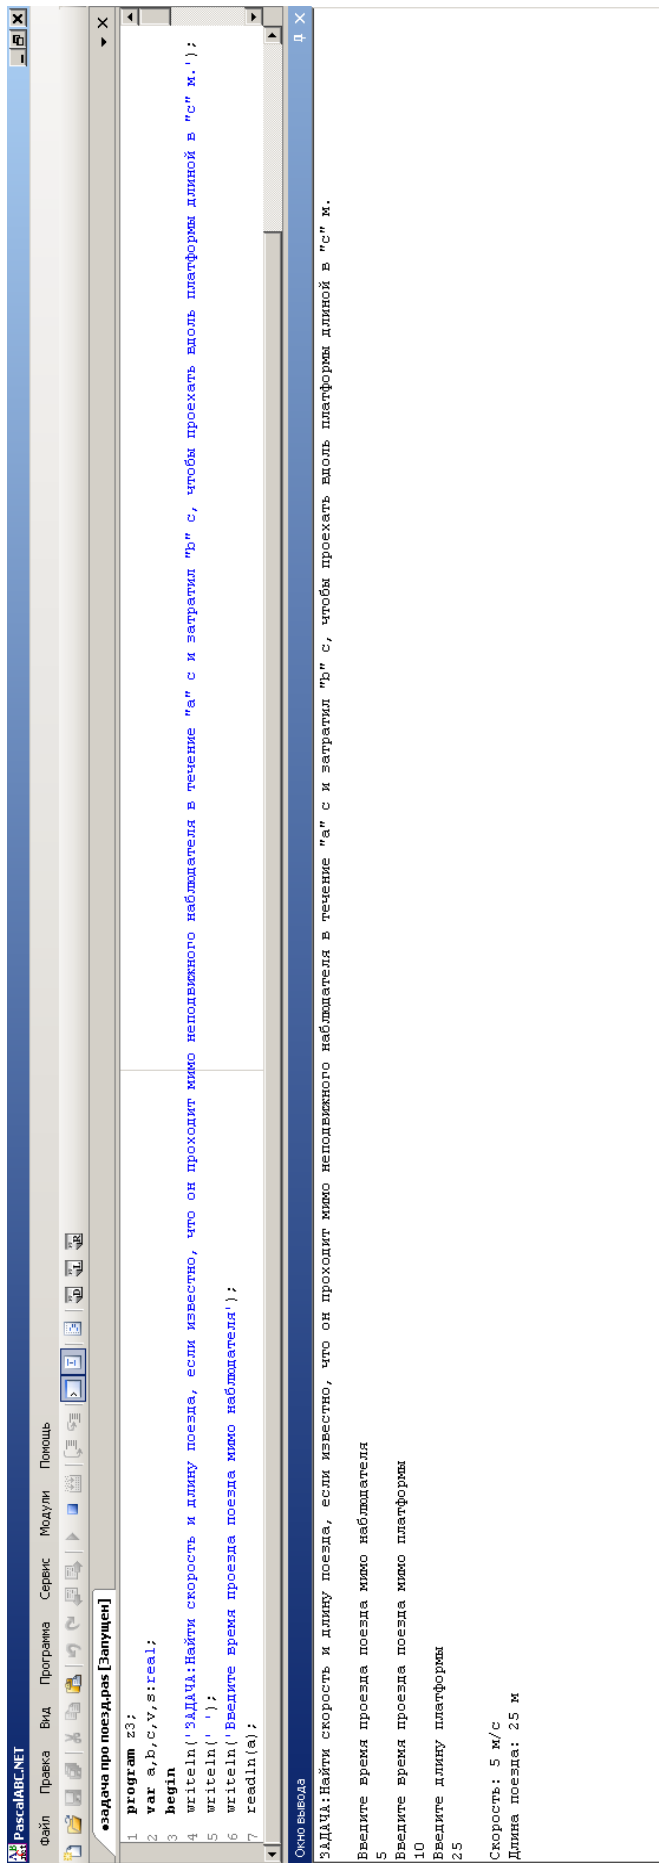 PascalABC.NET
Файл Правка Вид Программа Сервис Модули Помощь
•задача про поезд.pas [Запущен]
1 program z3;
2 var a,b,c,v,s:real;
3 begin
4 writeln('ЗАДАЧА:Найти скорость и длину поезда, если известно, что он проходит мимо неподвижного наблюдателя в течение "a" с и затратил "b" с, чтобы проехать вдоль платформы длиной в "c" м.');
5 writeln(' ');
6 writeln('Введите время проезда поезда мимо наблюдателя');
7 readln(a);
Окно вывода
ЗАДАЧА:Найти скорость и длину поезда, если известно, что он проходит мимо неподвижного наблюдателя в течение "a" с и затратил "b" с, чтобы проехать вдоль платформы длиной в "c" м.
Введите время проезда поезда мимо наблюдателя
5
Введите время проезда поезда мимо платформы
10
Введите длину платформы
25
Скорость: 5 м/с
Длина поезда: 25 м